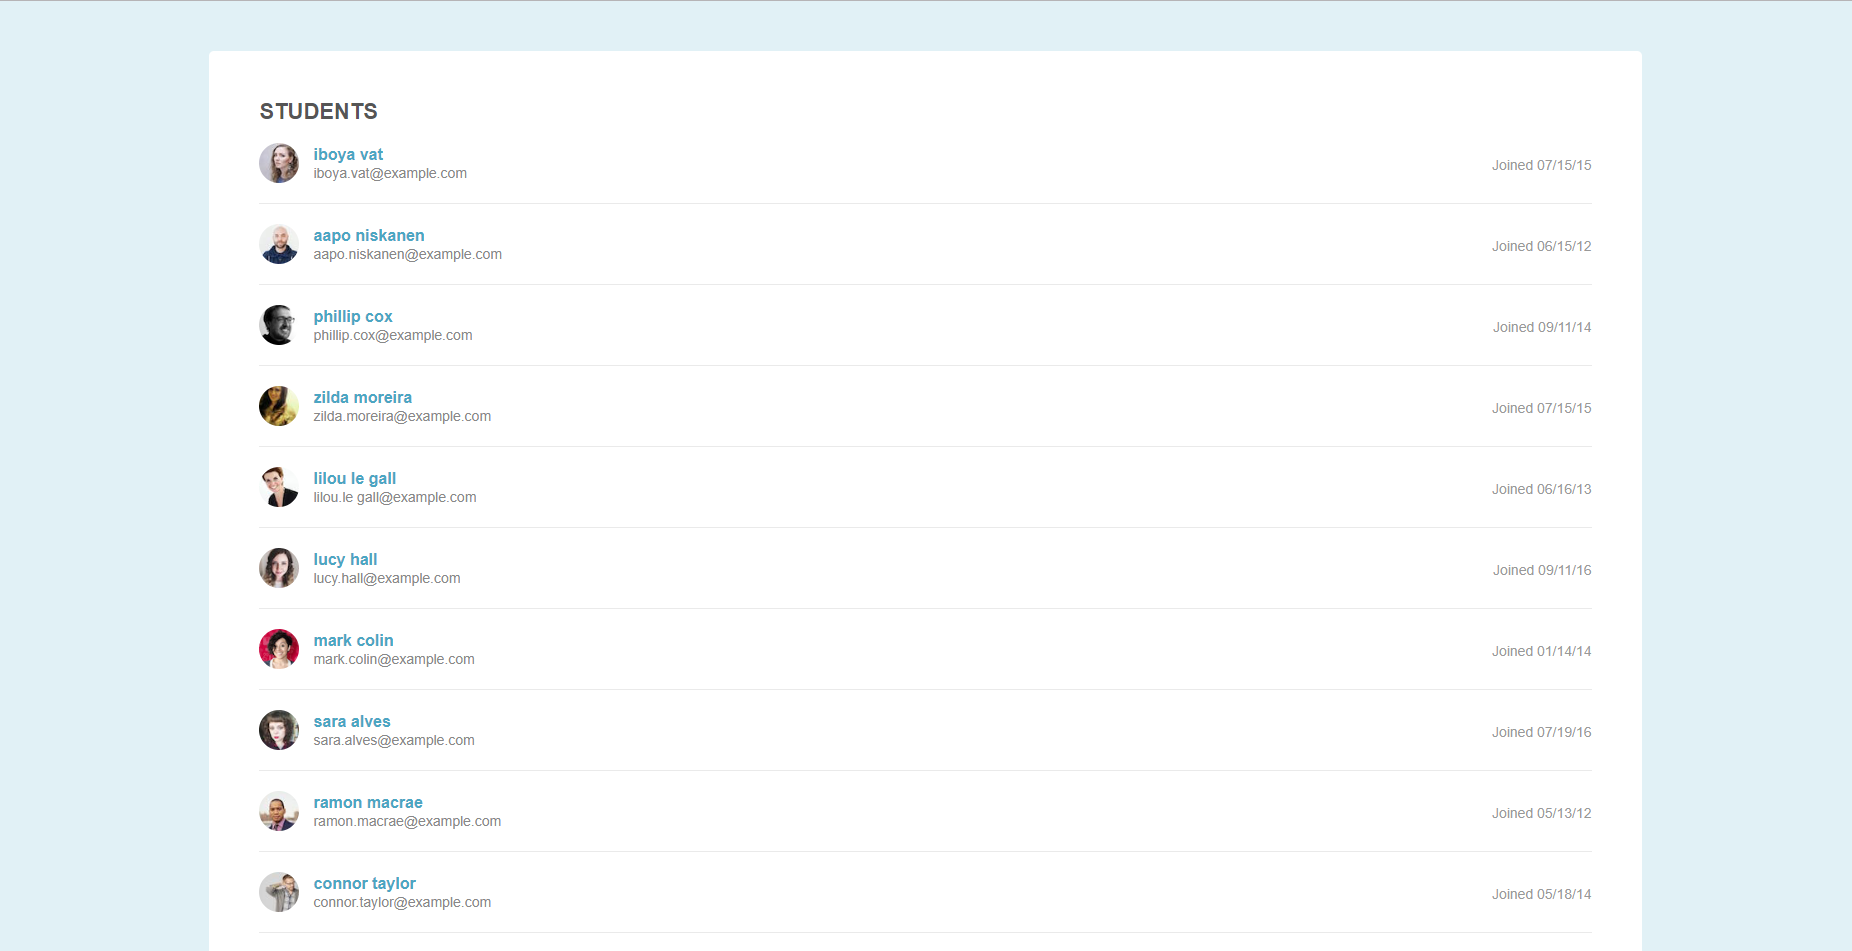 STUDENTS
iboya vat
iboya.vat@example.com
Joined 07/15/15
aapo niskanen
aapo.niskanen@example.com
Joined 06/15/12
phillip cox
phillip.cox@example.com
Joined 09/11/14
zilda moreira
zilda.moreira@example.com
Joined 07/15/15
lilou le gall
lilou.le gall@example.com
Joined 06/16/13
lucy hall
lucy.hall@example.com
Joined 09/11/16
mark colin
mark.colin@example.com
Joined 01/14/14
sara alves
sara.alves@example.com
Joined 07/19/16
ramon macrae
ramon.macrae@example.com
Joined 05/13/12
connor taylor
connor.taylor@example.com
Joined 05/18/14